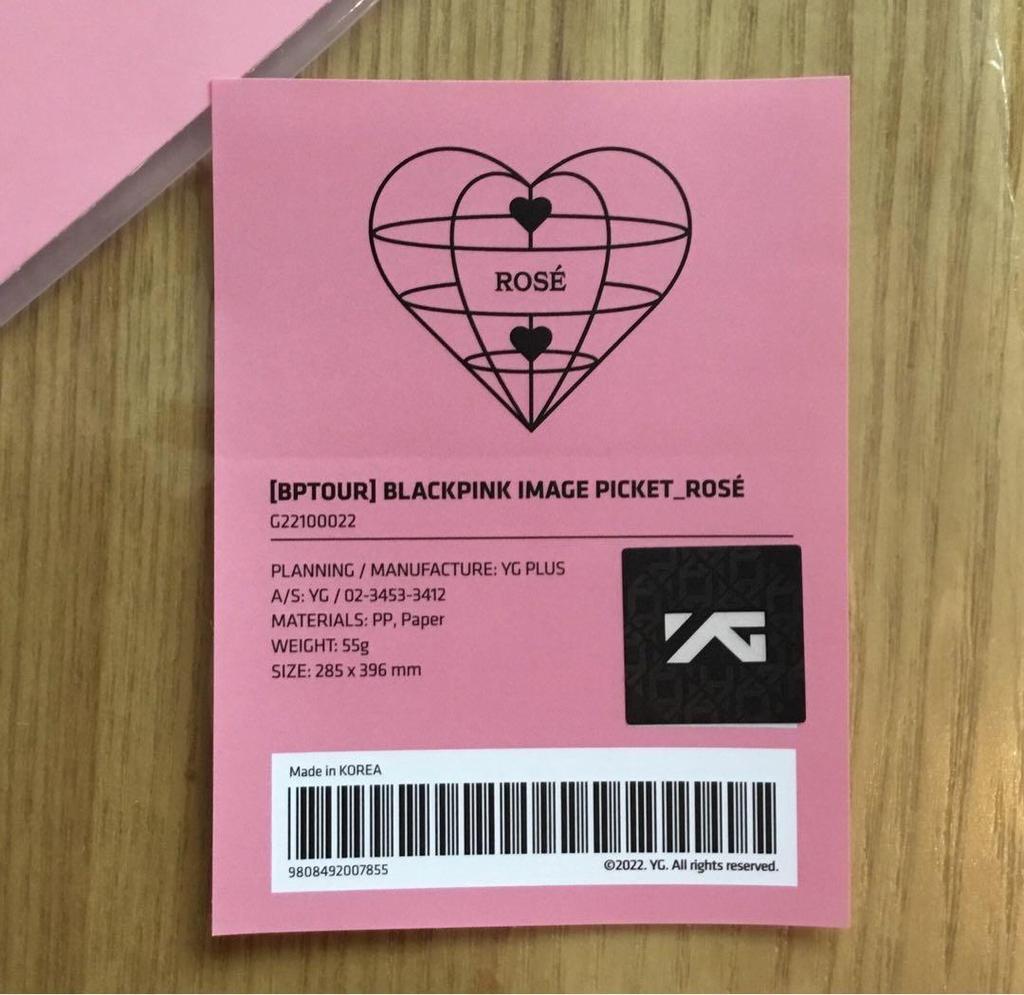 ROSÉ
[BPTOUR] BLACKPINK IMAGE PICKET_ROSÉ
G22100022
PLANNING / MANUFACTURE: YG PLUS
A/S: YG / 02-3453-3412
MATERIALS: PP, Paper
WEIGHT: 55g
SIZE: 285 x 396 mm
YG
Made in KOREA
9808492007855
©2022. YG. All rights reserved.